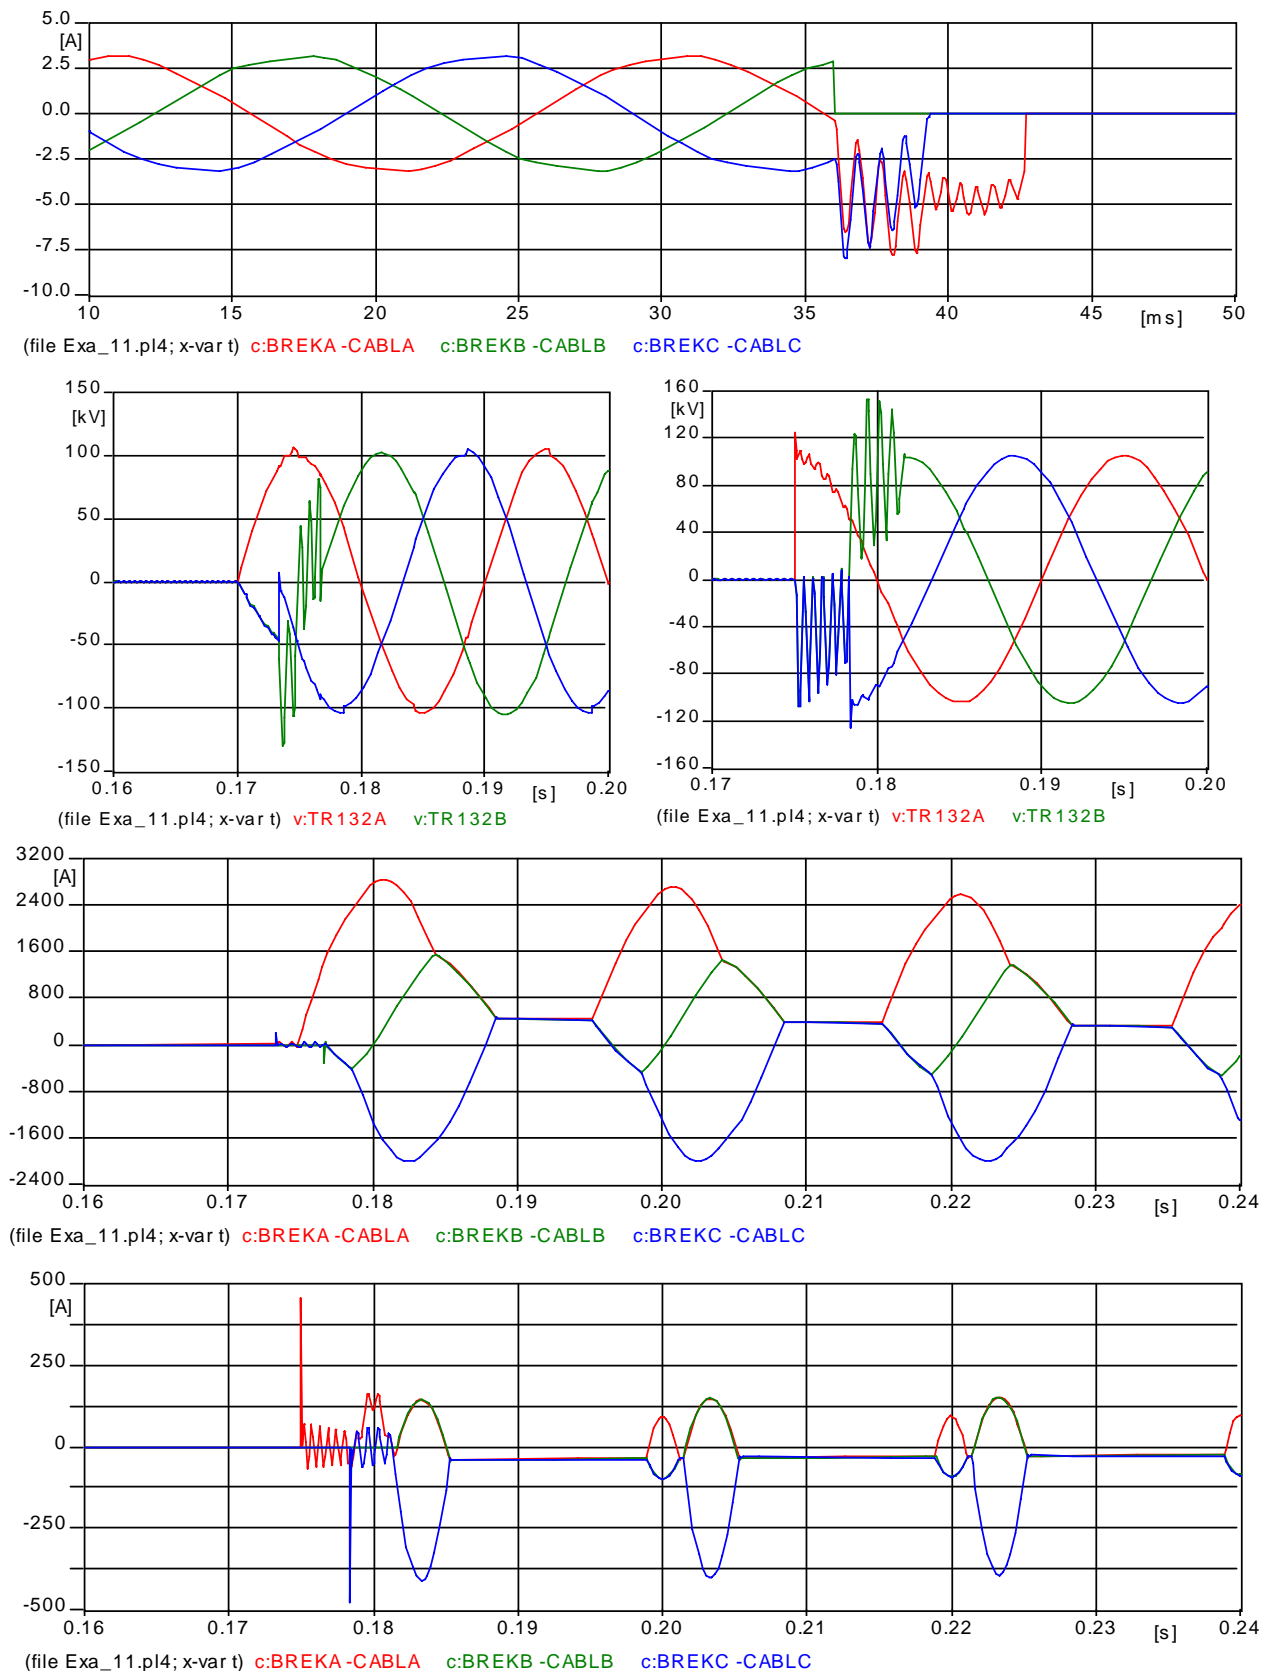 5.0
[A]
2.5
0.0
-2.5
-5.0
-7.5
-10.0
10 15 20 25 30 35 40 45 [ms] 50
(file Exa_11.pl4; x-var t) c:BREKA -CABLA c:BREKB -CABLB c:BREKC -CABLC
150
[kV]
100
50
0
-50
-100
-150
0.16 0.17 0.18 0.19 [s] 0.20
(file Exa_11.pl4; x-var t) v:TR132A v:TR132B
160
[kV]
120
80
40
0
-40
-80
-120
-160
0.17 0.18 0.19 [s] 0.20
(file Exa_11.pl4; x-var t) v:TR132A v:TR132B
3200
[A]
2400
1600
800
0
-800
-1600
-2400
0.16 0.17 0.18 0.19 0.20 0.21 0.22 0.23 [s] 0.24
(file Exa_11.pl4; x-var t) c:BREKA -CABLA c:BREKB -CABLB c:BREKC -CABLC
500
[A]
250
0
-250
-500
0.16 0.17 0.18 0.19 0.20 0.21 0.22 0.23 [s] 0.24
(file Exa_11.pl4; x-var t) c:BREKA -CABLA c:BREKB -CABLB c:BREKC -CABLC